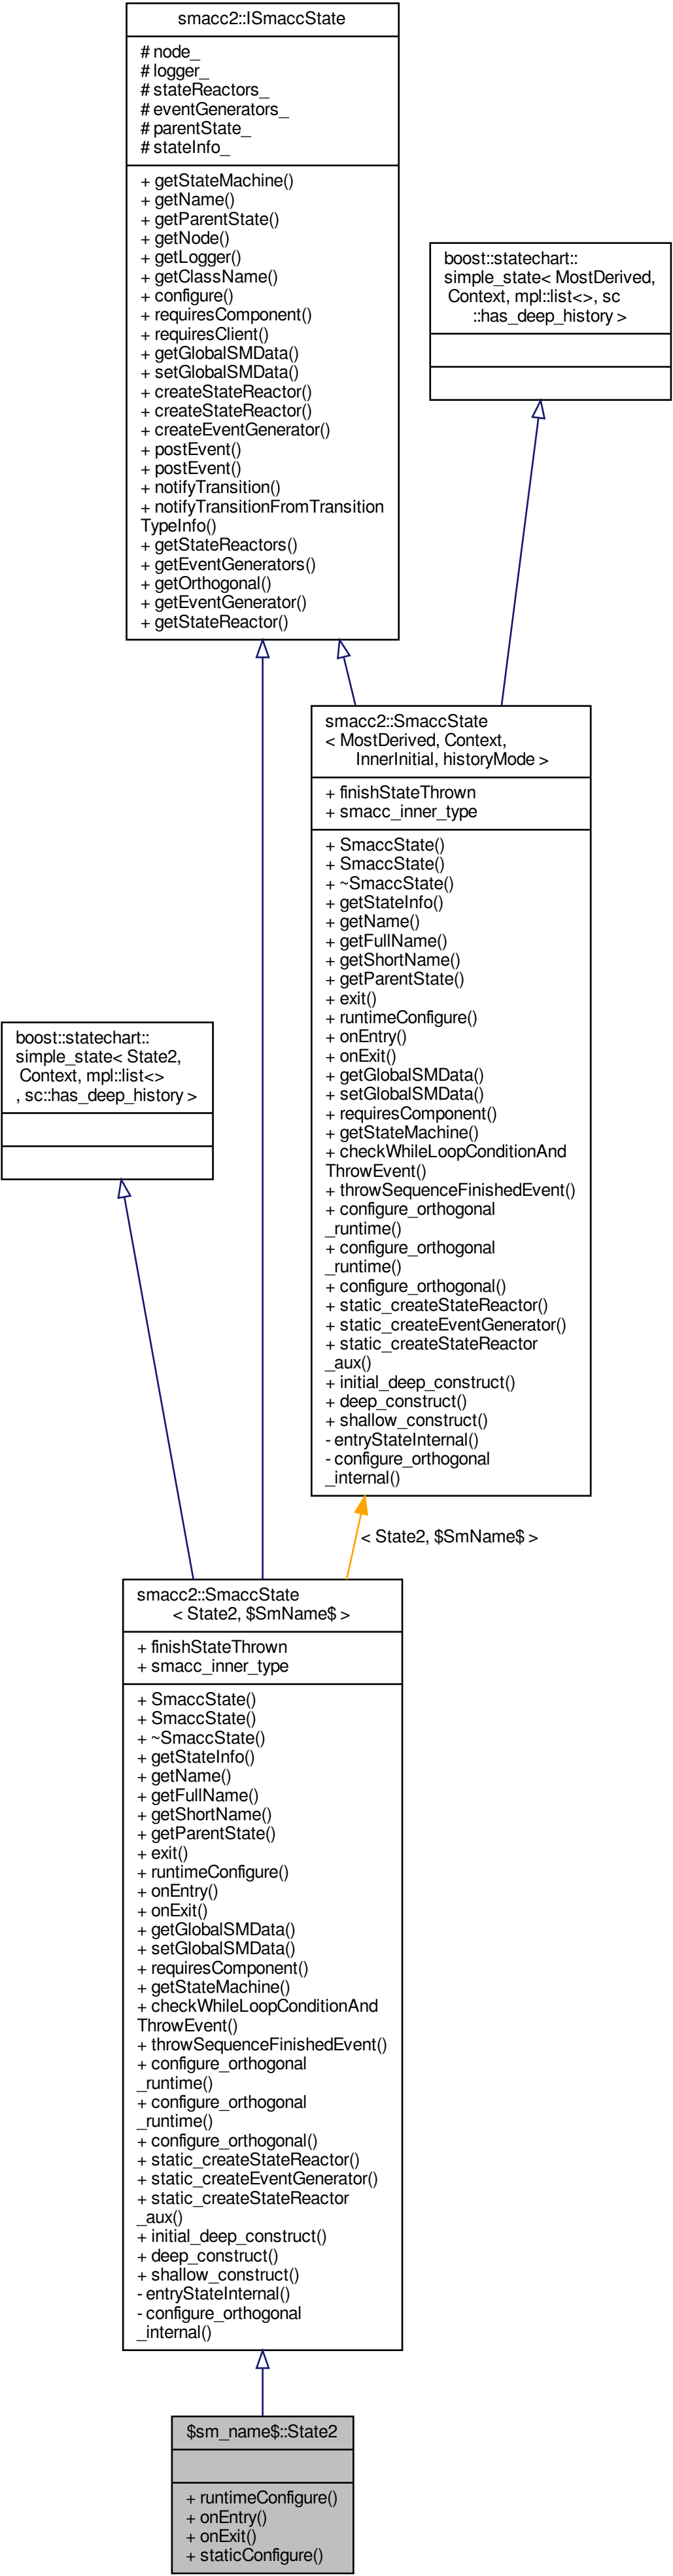 smacc2::ISmaccState
# node_
# logger_
# stateReactors_
# eventGenerators_
# parentState_
# stateInfo_
+ getStateMachine()
+ getName()
+ getParentState()
+ getNode()
+ getLogger()
+ getClassName()
+ configure()
+ requiresComponent()
+ requiresClient()
+ getGlobalSMData()
+ setGlobalSMData()
+ createStateReactor()
+ createStateReactor()
+ createEventGenerator()
+ postEvent()
+ postEvent()
+ notifyTransition()
+ notifyTransitionFromTransition
TypeInfo()
+ getStateReactors()
+ getEventGenerators()
+ getOrthogonal()
+ getEventGenerator()
+ getStateReactor()
boost::statechart::
simple_state< MostDerived,
Context, mpl::list<>, sc
::has_deep_history >
smacc2::SmaccState
< MostDerived, Context,
InnerInitial, historyMode >
+ finishStateThrown
+ smacc_inner_type
+ SmaccState()
+ SmaccState()
+ ~SmaccState()
+ getStateInfo()
+ getName()
+ getFullName()
+ getShortName()
+ getParentState()
+ exit()
+ runtimeConfigure()
+ onEntry()
+ onExit()
+ getGlobalSMData()
+ setGlobalSMData()
+ requiresComponent()
+ getStateMachine()
+ checkWhileLoopConditionAnd
ThrowEvent()
+ throwSequenceFinishedEvent()
+ configure_orthogonal
_runtime()
+ configure_orthogonal
_runtime()
+ configure_orthogonal()
+ static_createStateReactor()
+ static_createEventGenerator()
+ static_createStateReactor
_aux()
+ initial_deep_construct()
+ deep_construct()
+ shallow_construct()
- entryStateInternal()
- configure_orthogonal
_internal()
boost::statechart::
simple_state< State2,
Context, mpl::list<>
, sc::has_deep_history >
< State2, $SmName$ >
smacc2::SmaccState
< State2, $SmName$ >
+ finishStateThrown
+ smacc_inner_type
+ SmaccState()
+ SmaccState()
+ ~SmaccState()
+ getStateInfo()
+ getName()
+ getFullName()
+ getShortName()
+ getParentState()
+ exit()
+ runtimeConfigure()
+ onEntry()
+ onExit()
+ getGlobalSMData()
+ setGlobalSMData()
+ requiresComponent()
+ getStateMachine()
+ checkWhileLoopConditionAnd
ThrowEvent()
+ throwSequenceFinishedEvent()
+ configure_orthogonal
_runtime()
+ configure_orthogonal
_runtime()
+ configure_orthogonal()
+ static_createStateReactor()
+ static_createEventGenerator()
+ static_createStateReactor
_aux()
+ initial_deep_construct()
+ deep_construct()
+ shallow_construct()
- entryStateInternal()
- configure_orthogonal
_internal()
$sm_name$::State2
+ runtimeConfigure()
+ onEntry()
+ onExit()
+ staticConfigure()